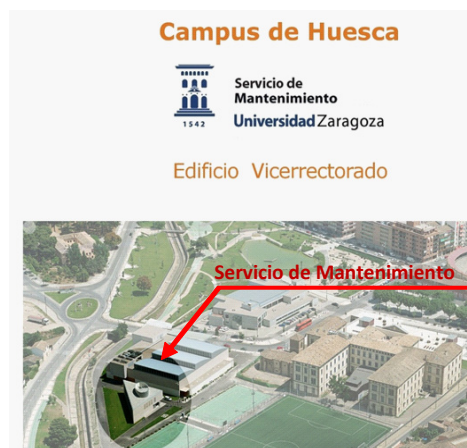 Campus de Huesca
Servicio de
Mantenimiento
1542
UniversidadZaragoza
Edificio Vicerrectorado
Servicio de Mantenimiento